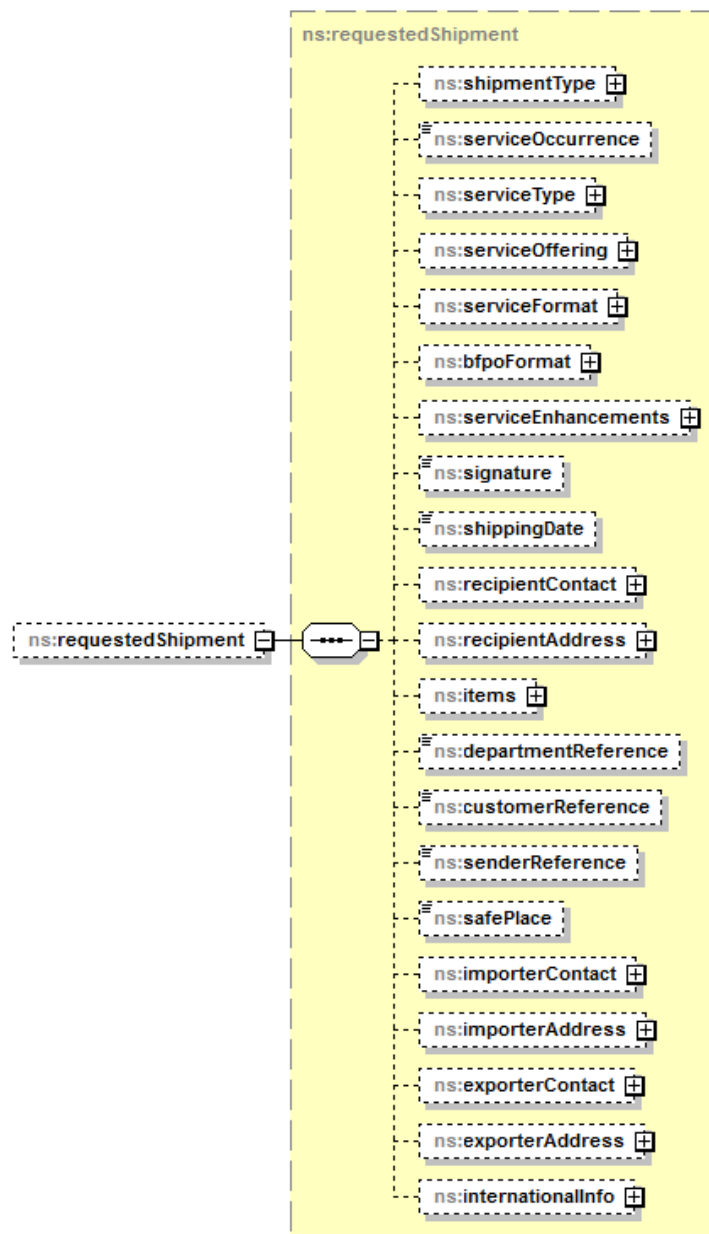 ns:requestedShipment
ns:shipmentType
ns:serviceOccurrence
ns:serviceType
ns:serviceOffering
ns:serviceFormat
ns:bfpoFormat
ns:serviceEnhancements
ns:signature
ns:shippingDate
ns:recipientContact
ns:requestedShipment
ns:recipientAddress
ns:items
ns:departmentReference
ns:customerReference
ns:senderReference
ns:safePlace
ns:importerContact
ns:importerAddress
ns:exporterContact
ns:exporterAddress
ns:internationalInfo